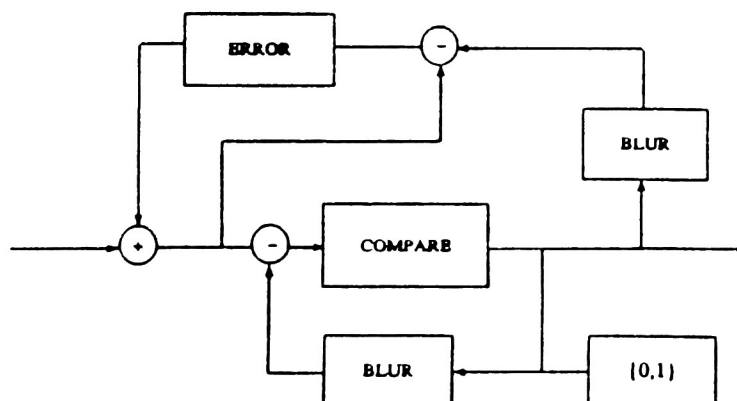 ERROR
-
BLUR
+
-
COMPARE
BLUR
{0,1}